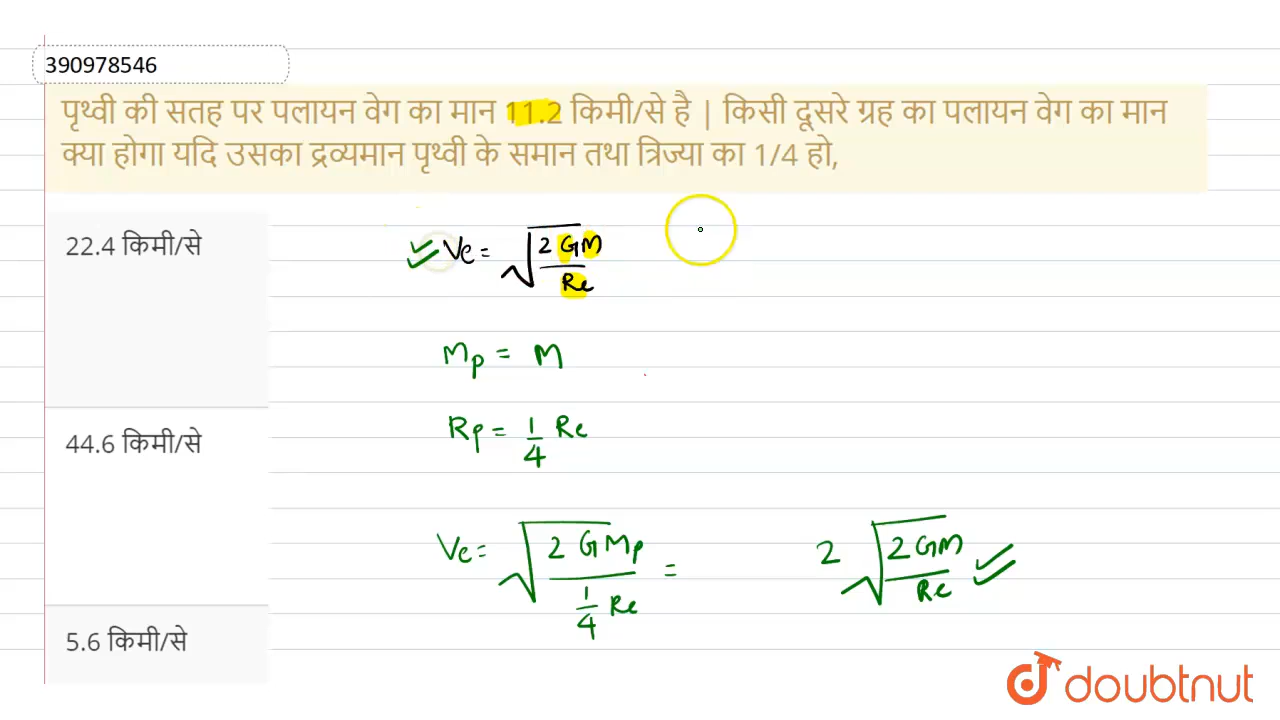 390978546
पृथ्वी की सतह पर पलायन वेग का मान 11.2 किमी/से है | किसी दूसरे ग्रह का पलायन वेग का मान
क्या होगा यदि उसका द्रव्यमान पृथ्वी के समान तथा त्रिज्या का 1/4 हो,
22.4 किमी/से
Ve = √(2GM/Re)
Mp = M
Rp = 1/4 Re
44.6 किमी/से
Ve = √(2GMp/(1/4 Re)) = 2√(2GM/Re)
5.6 किमी/से
doubtnut